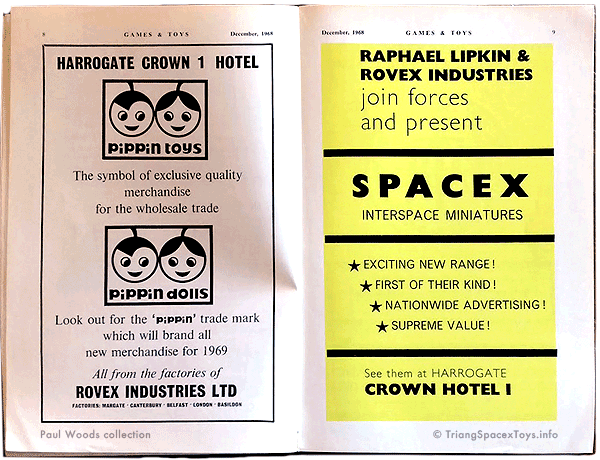 8 GAMES & TOYS December, 1968
HARROGATE CROWN 1 HOTEL
pippin toys
The symbol of exclusive quality
merchandise
for the wholesale trade
pippin dolls
Look out for the 'pippin' trade mark
which will brand all
new merchandise for 1969
All from the factories of
ROVEX INDUSTRIES LTD
FACTORIES: MARGATE · CANTERBURY · BELFAST · LONDON · BASILDON
Paul Woods collection
December, 1968 GAMES & TOYS 9
RAPHAEL LIPKIN &
ROVEX INDUSTRIES
join forces
and present
SPACEX
INTERSPACE MINIATURES
★ EXCITING NEW RANGE!
★ FIRST OF THEIR KIND!
★ NATIONWIDE ADVERTISING!
★ SUPREME VALUE!
See them at HARROGATE
CROWN HOTEL I
© TriangSpacexToys.info